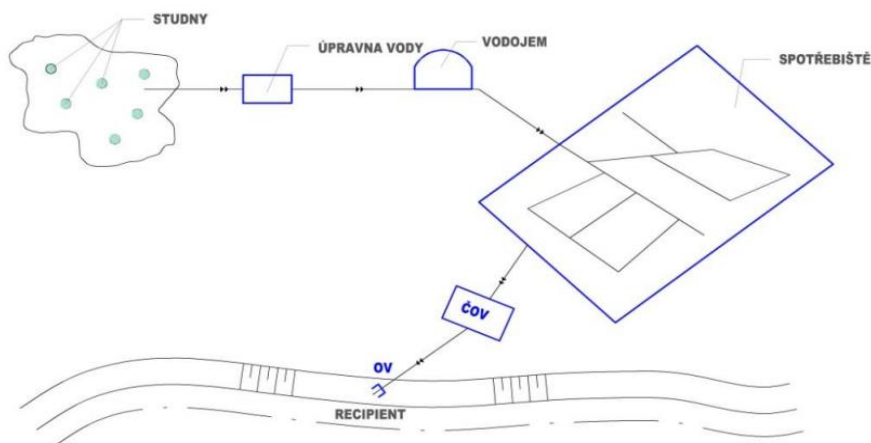 STUDNY
ÚPRAVNA VODY
VODOJEM
SPOTŘEBIŠTĚ
ČOV
OV
RECIPIENT